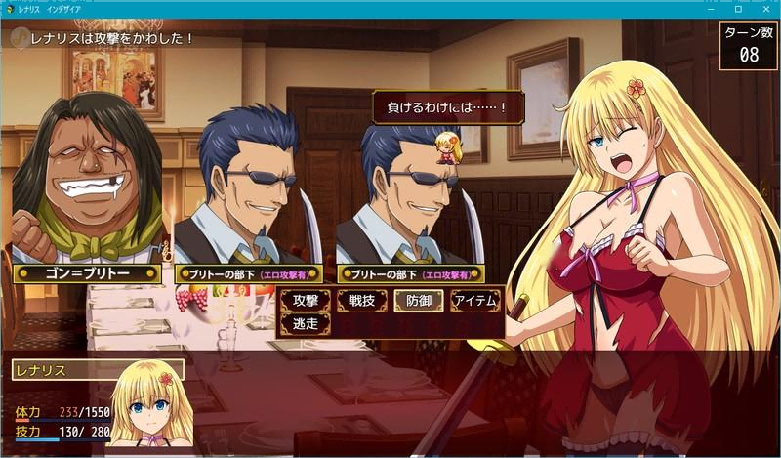 レナリス インテザイア
レナリスは攻撃をかわした！
ターン数
08
負けるわけには……！
ゴン＝ブリトー
ブリトーの部下（エロ攻撃有）
ブリトーの部下（エロ攻撃有）
攻撃 戦技 防御 アイテム
逃走
レナリス
体力 233/1550
技力 130/ 280